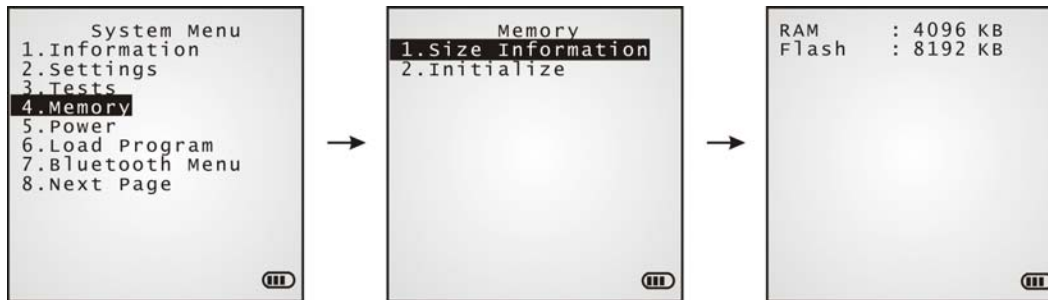 System Menu
1.Information
2.Settings
3.Tests
4.Memory
5.Power
6.Load Program
7.Bluetooth Menu
8.Next Page
Memory
1.Size Information
2.Initialize
RAM : 4096 KB
Flash : 8192 KB